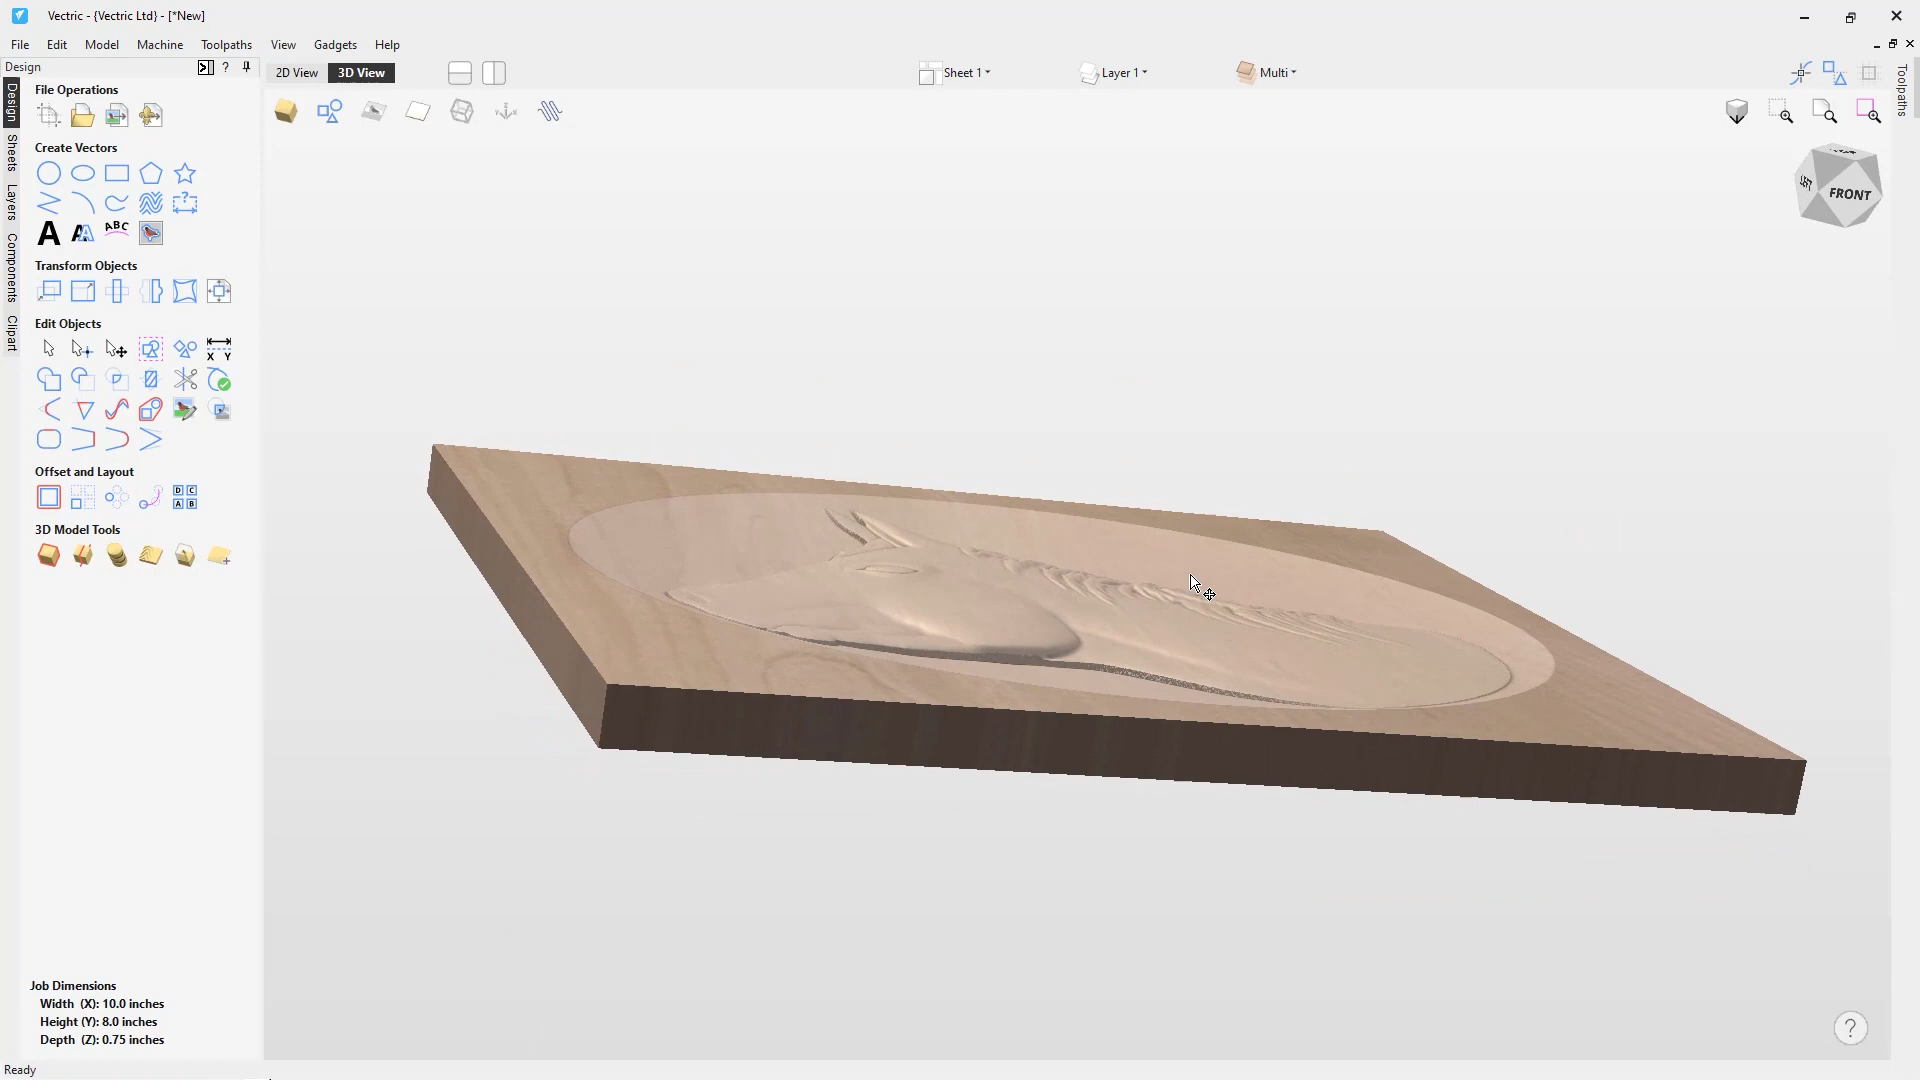 Vectric - {Vectric Ltd} - [*New]
File Edit Model Machine Toolpaths View Gadgets Help
Design
2D View 3D View Sheet 1 Layer 1 Multi
Toolpaths
Design
Sheets
Layers
Components
Clipart
File Operations
Create Vectors
A A ABC
Transform Objects
Edit Objects
X Y
Offset and Layout
D C
A B
3D Model Tools
LEFT
FRONT
Job Dimensions
Width (X): 10.0 inches
Height (Y): 8.0 inches
Depth (Z): 0.75 inches
Ready